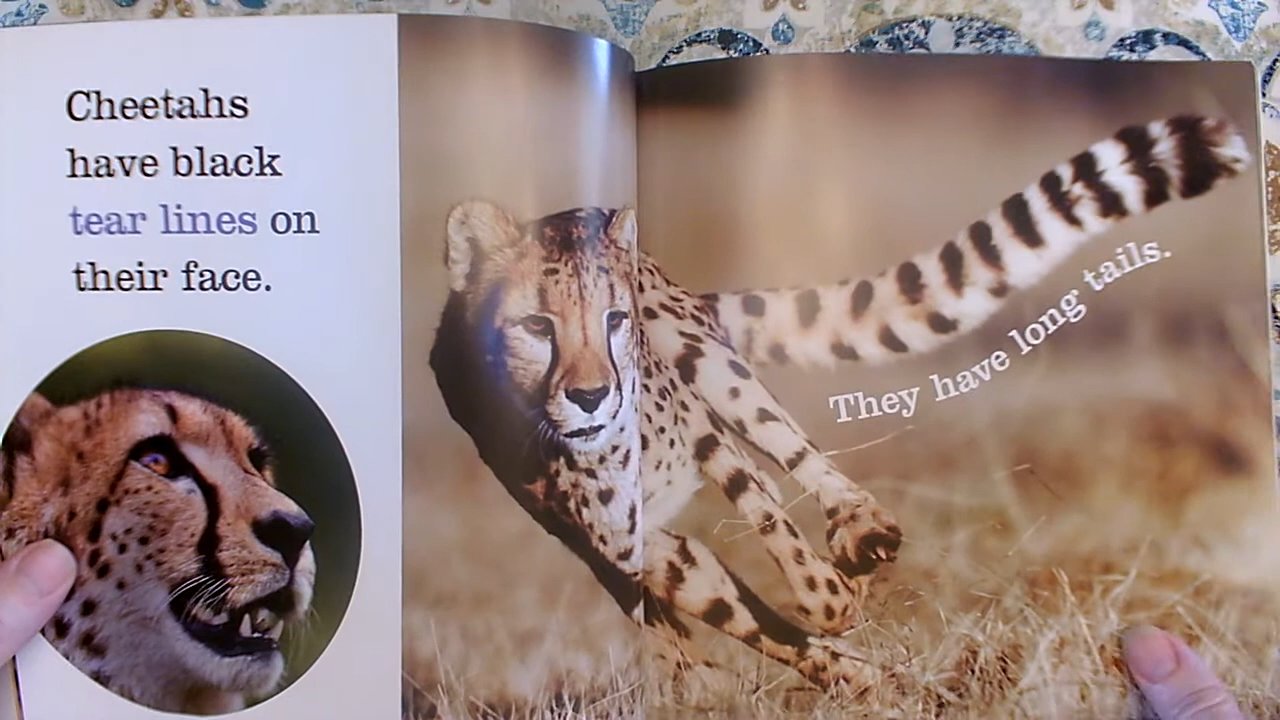 Cheetahs
have black
tear lines on
their face.
They have long tails.